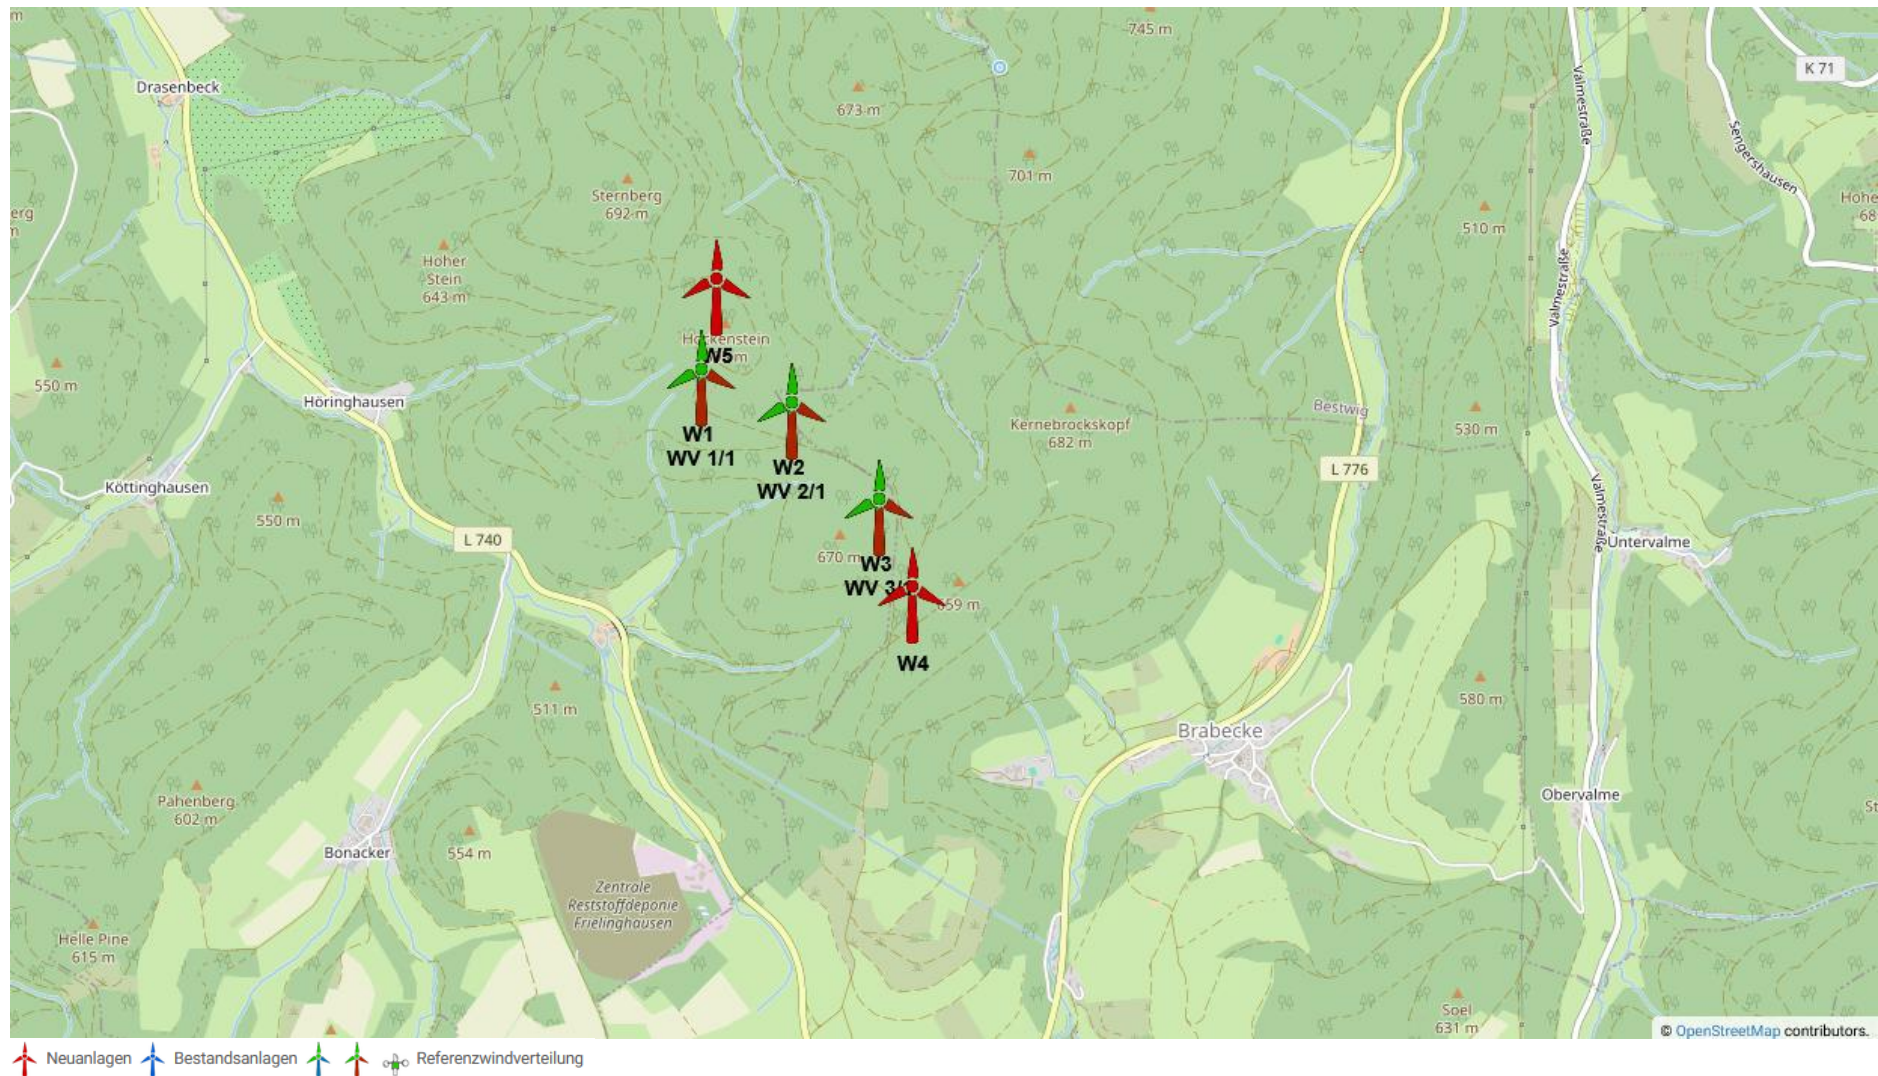 745 m
K 71
Drasenbeck
673 m
Valmestraße
Sengershausen
701 m
Sternberg
692 m
510 m
Hoher
Stein
643 m
Valmestraße
W5
550 m
Höringhausen
Bestwig
Kernebrockskopf
682 m
530 m
W1
WV 1/1
W2
WV 2/1
L 776
Köttinghausen
550 m
Valmestraße
L 740
Untervalme
670 m
W3
659 m
W4
580 m
511 m
Brabecke
Pahenberg
602 m
Obervalme
Bonacker
554 m
Zentrale
Reststoffdeponie
Frielinghausen
Helle Pine
615 m
Soel
631 m
© OpenStreetMap contributors.
Neuanlagen Bestandsanlagen Referenzwindverteilung